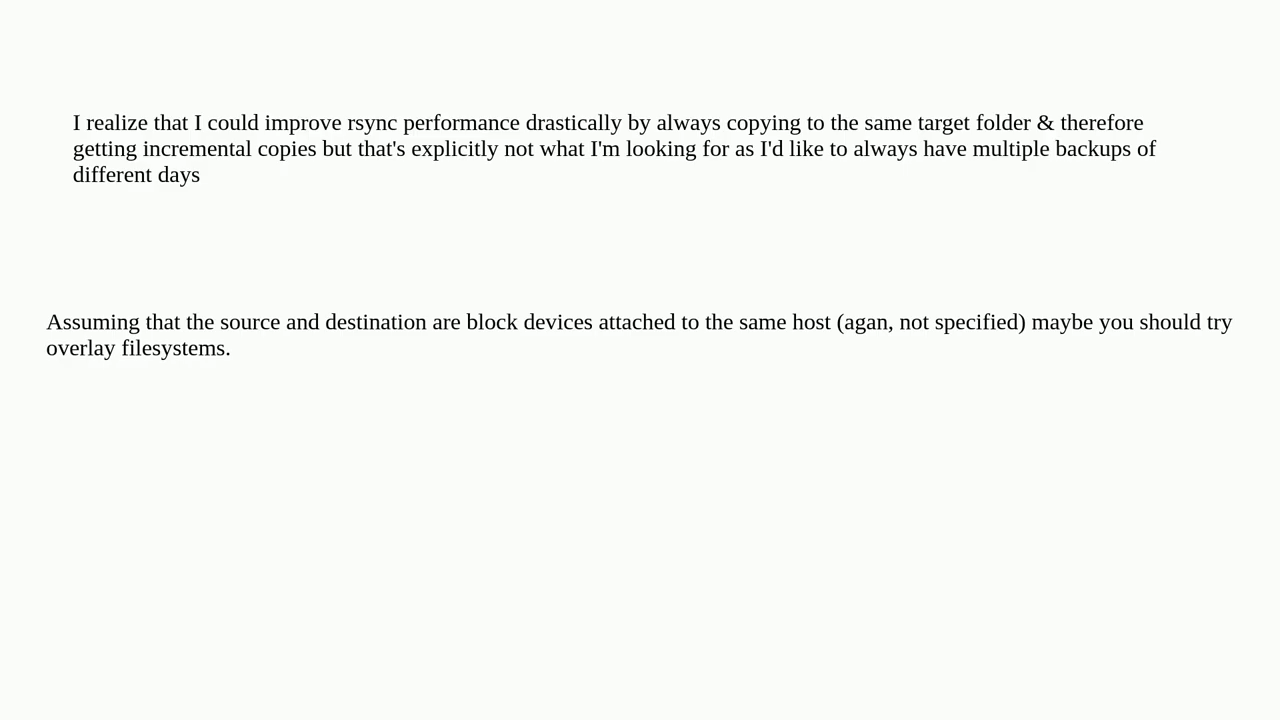 I realize that I could improve rsync performance drastically by always copying to the same target folder & therefore
getting incremental copies but that's explicitly not what I'm looking for as I'd like to always have multiple backups of
different days
Assuming that the source and destination are block devices attached to the same host (agan, not specified) maybe you should try
overlay filesystems.